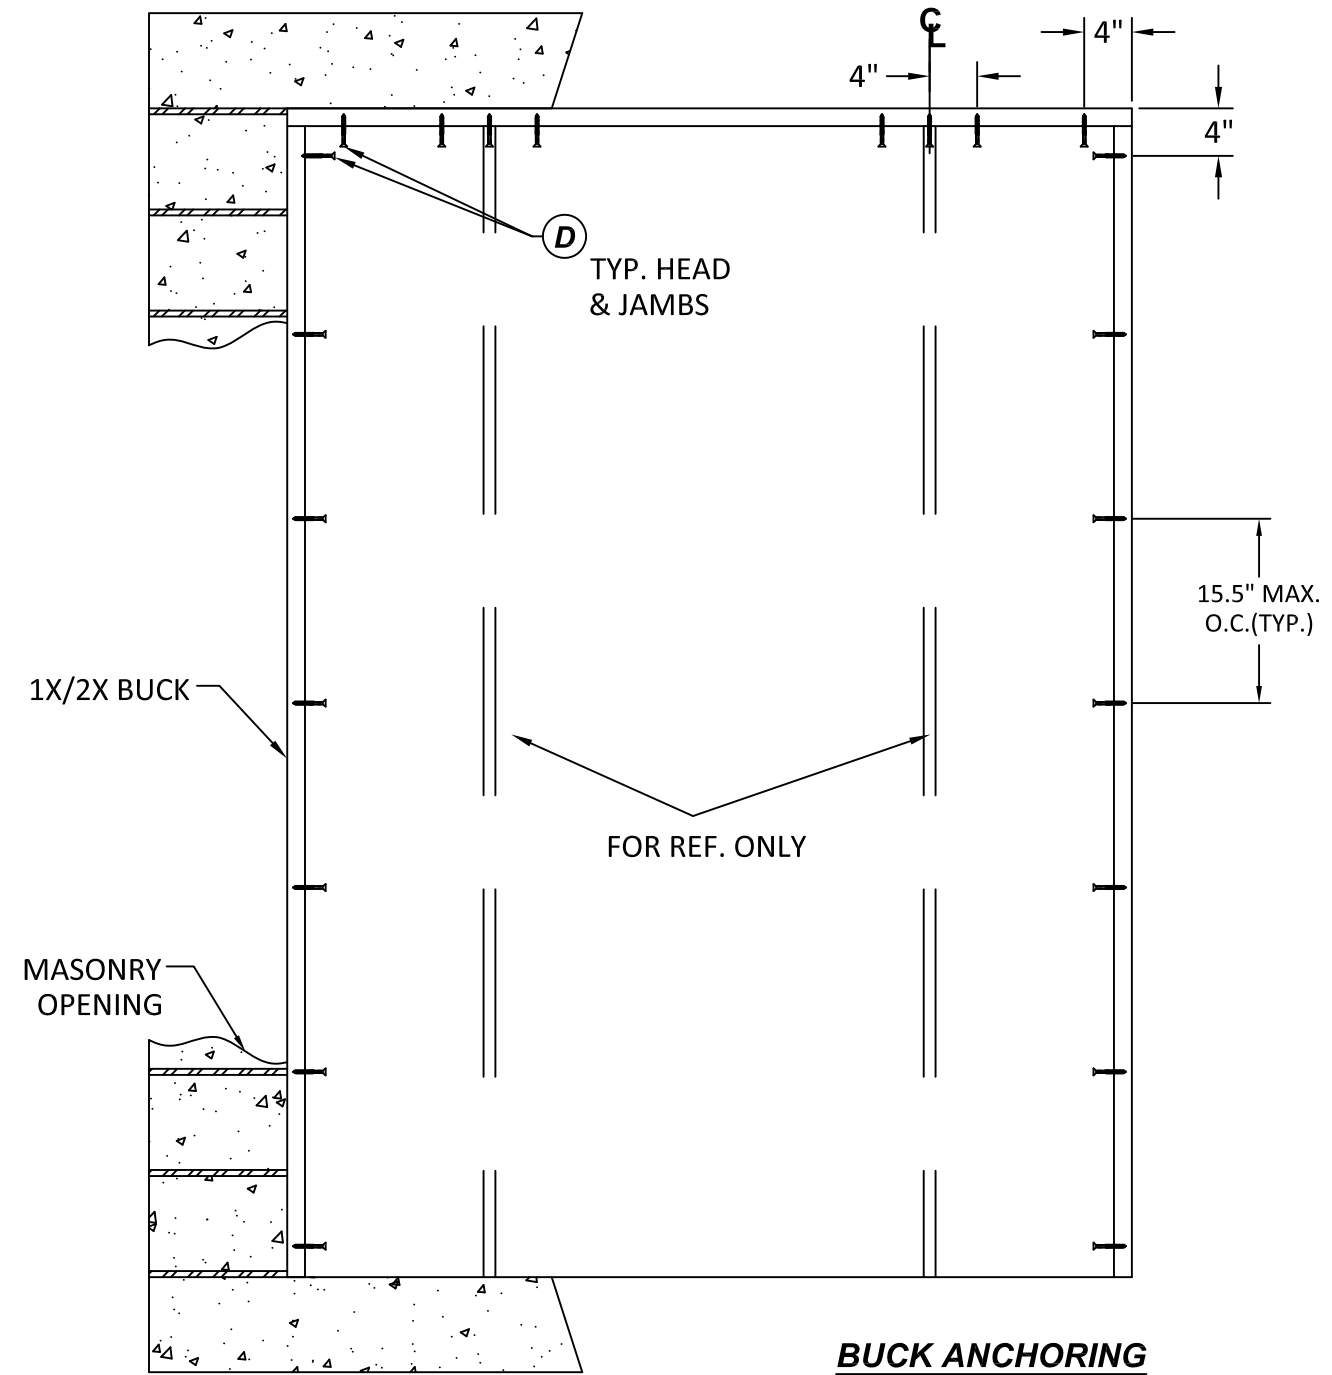 CL
4"
4"
4"
D
TYP. HEAD
& JAMBS
15.5" MAX.
O.C.(TYP.)
1X/2X BUCK
FOR REF. ONLY
MASONRY
OPENING
BUCK ANCHORING